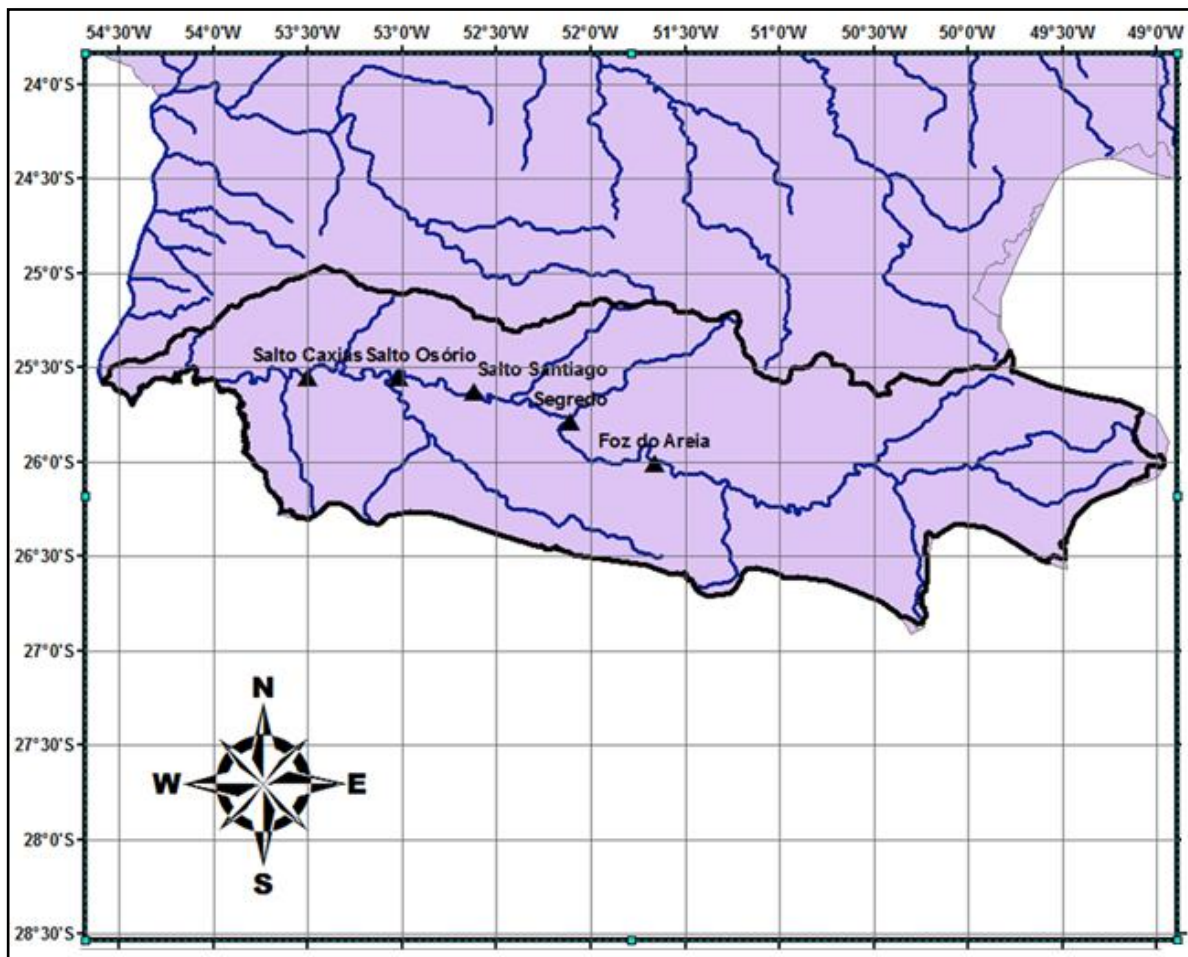 54°30'W 54°0'W 53°30'W 53°0'W 52°30'W 52°0'W 51°30'W 51°0'W 50°30'W 50°0'W 49°30'W 49°0'W
24°0'S
24°30'S
25°0'S
25°30'S
Salto Caxias Salto Osório
Salto Santiago
Segredo
Foz do Areia
26°0'S
26°30'S
27°0'S
N
27°30'S
W E
28°0'S
S
28°30'S